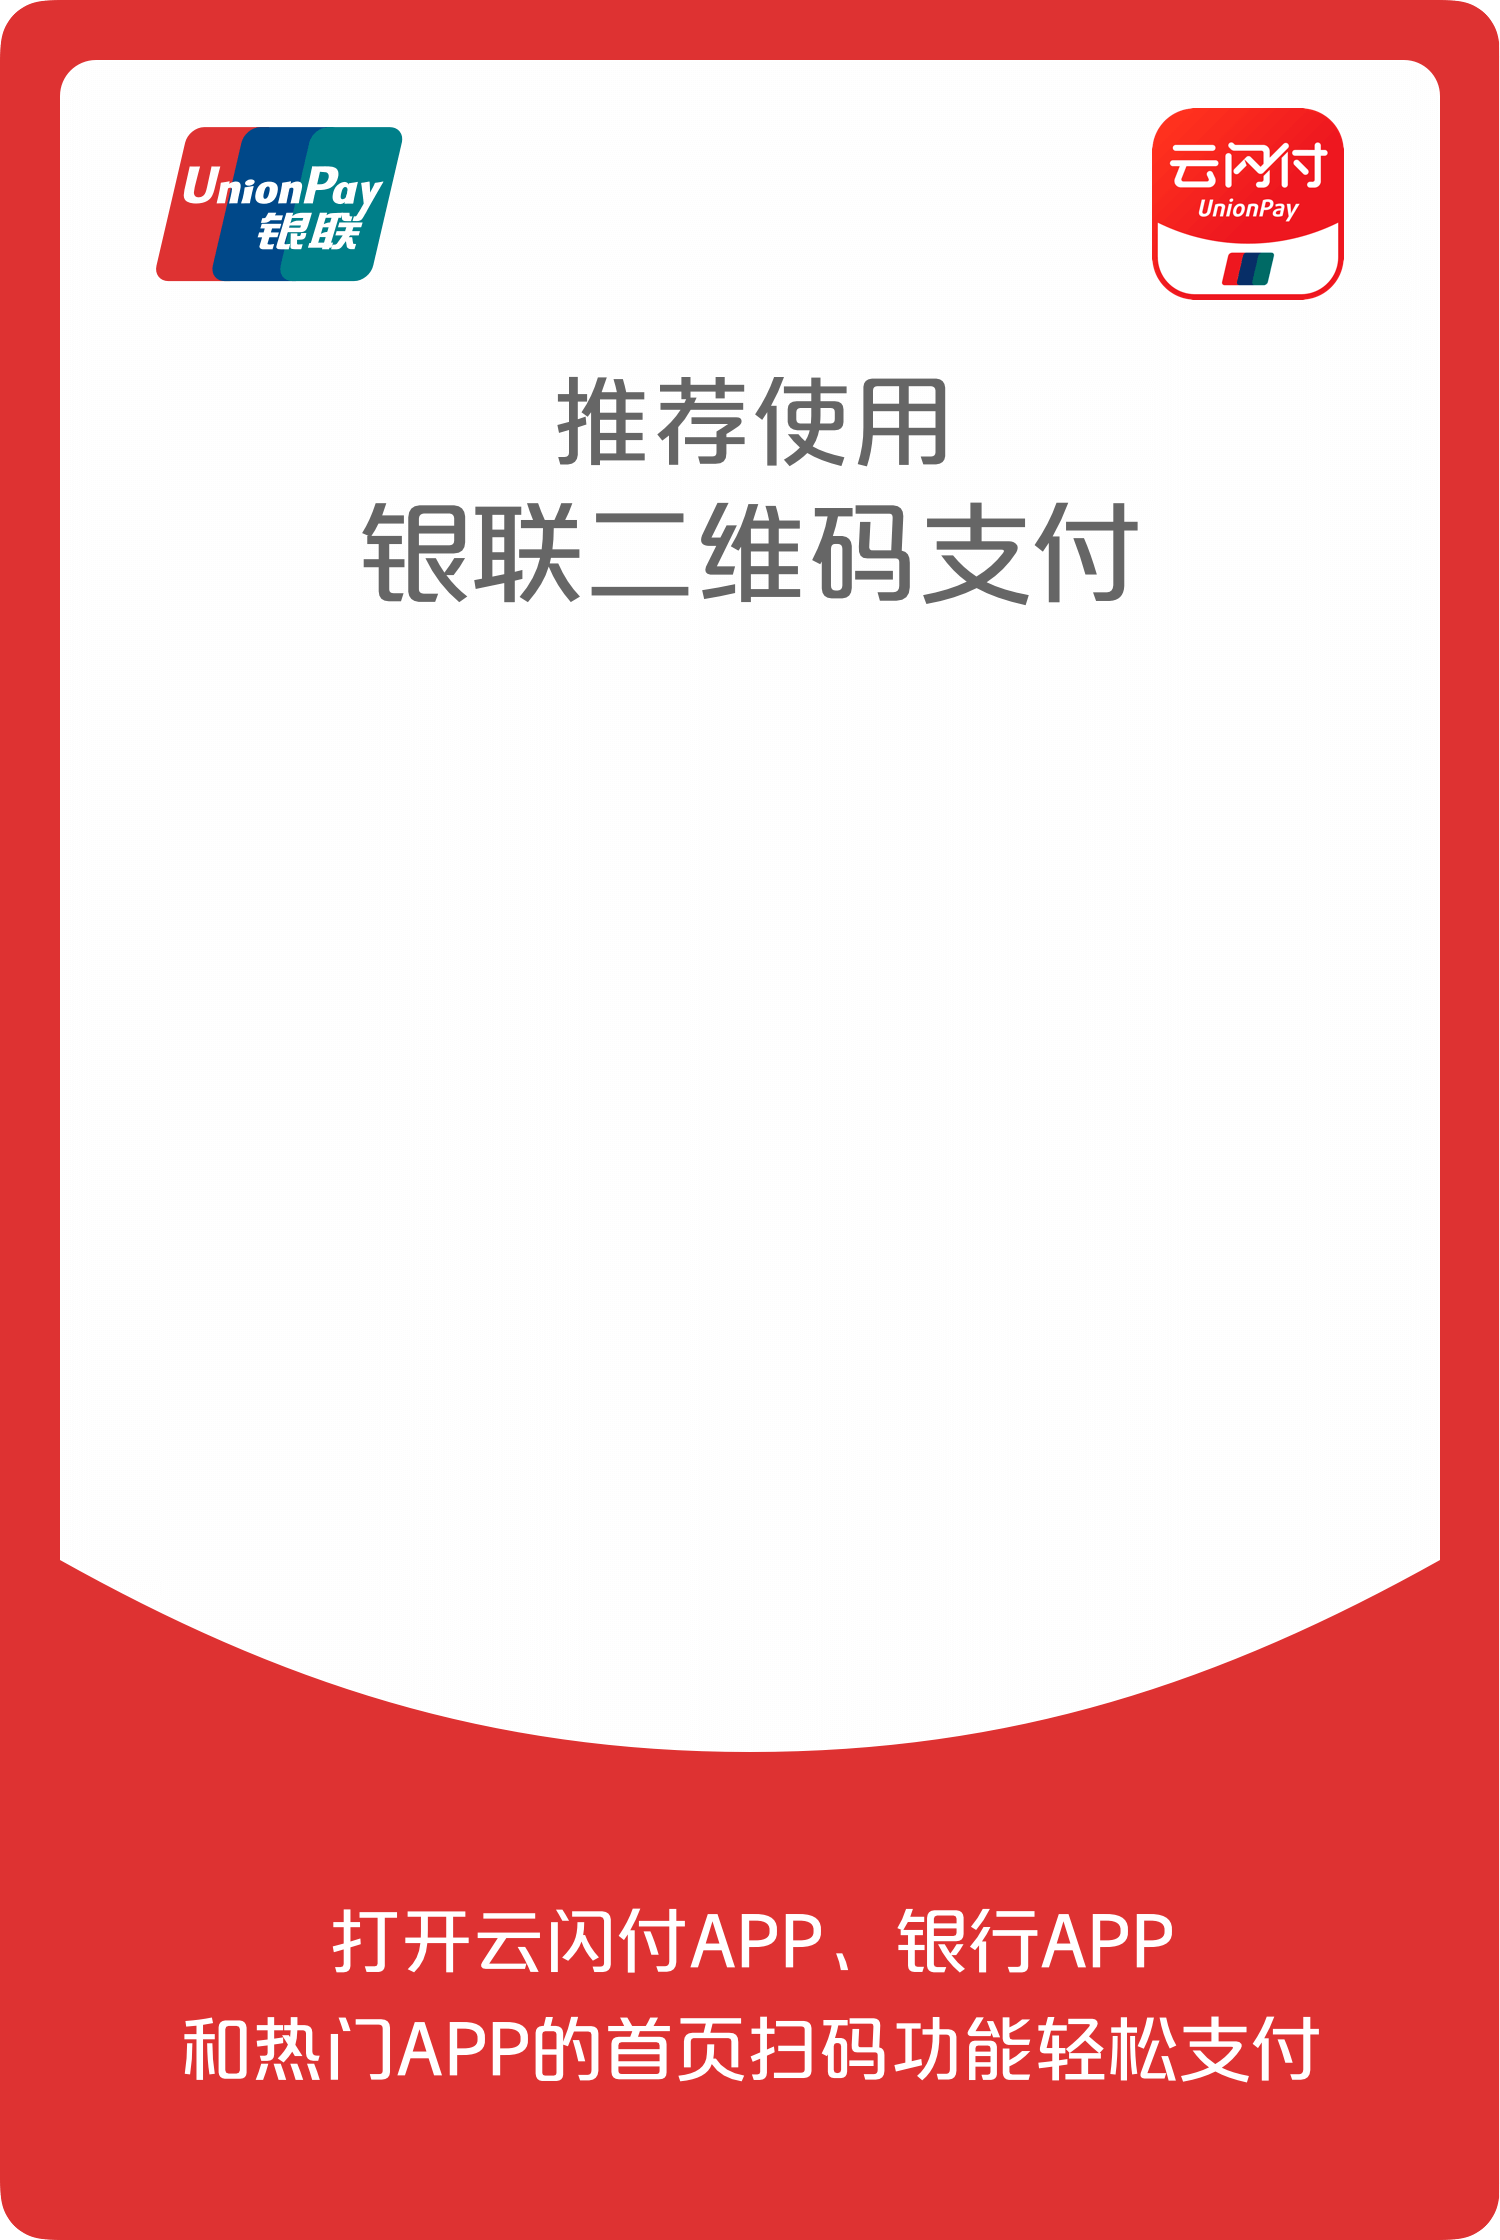 UnionPay
银联
云闪付
UnionPay
推荐使用
银联二维码支付
打开云闪付APP、银行APP
和热门APP的首页扫码功能轻松支付